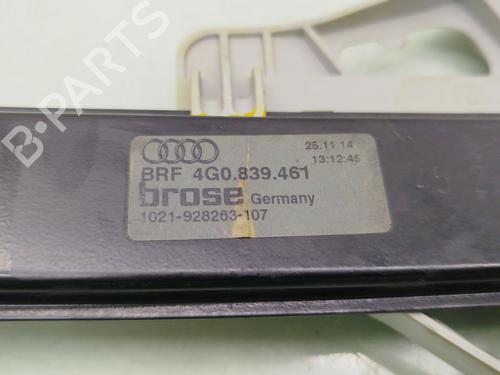 B-PARTS
25.11.14
13:12:45
BRF 4G0.839.461
brose Germany
1021-928263-107